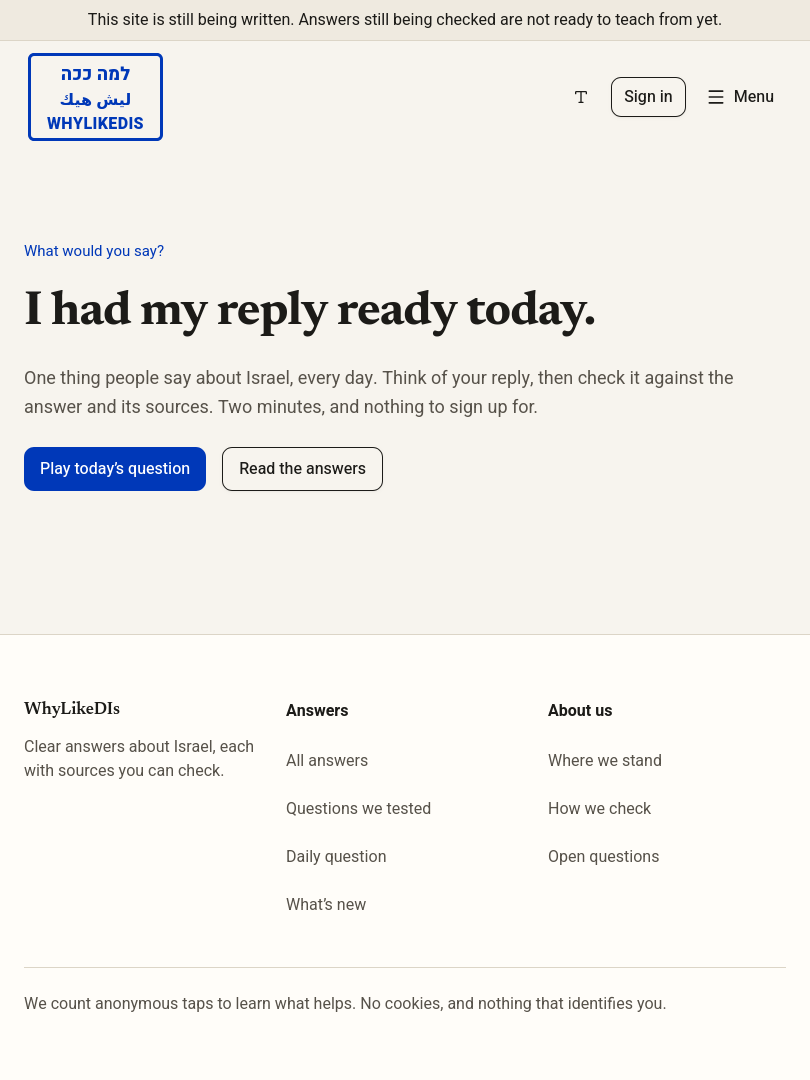 This site is still being written. Answers still being checked are not ready to teach from yet.
למה ככה
ليش هيك
WHYLIKEDIS
T
Sign in
Menu
What would you say?
I had my reply ready today.
One thing people say about Israel, every day. Think of your reply, then check it against the
answer and its sources. Two minutes, and nothing to sign up for.
Play today’s question
Read the answers
WhyLikeDIs
Clear answers about Israel, each
with sources you can check.
Answers
All answers
Questions we tested
Daily question
What’s new
About us
Where we stand
How we check
Open questions
We count anonymous taps to learn what helps. No cookies, and nothing that identifies you.